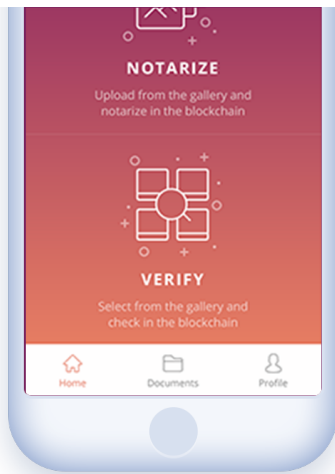 NOTARIZE
Upload from the gallery and
notarize in the blockchain
VERIFY
Select from the gallery and
check in the blockchain
Home
Documents
Profile